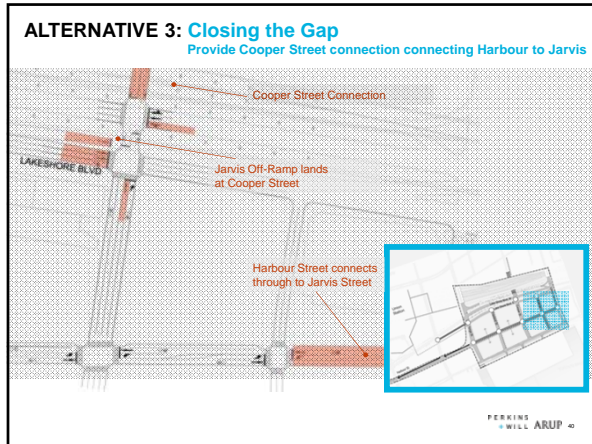 ALTERNATIVE 3: Closing the Gap
Provide Cooper Street connection connecting Harbour to Jarvis
Cooper Street Connection
Jarvis Off-Ramp lands
at Cooper Street
LAKESHORE BLVD
Harbour Street connects
through to Jarvis Street
PERKINS
+ WILL ARUP 40